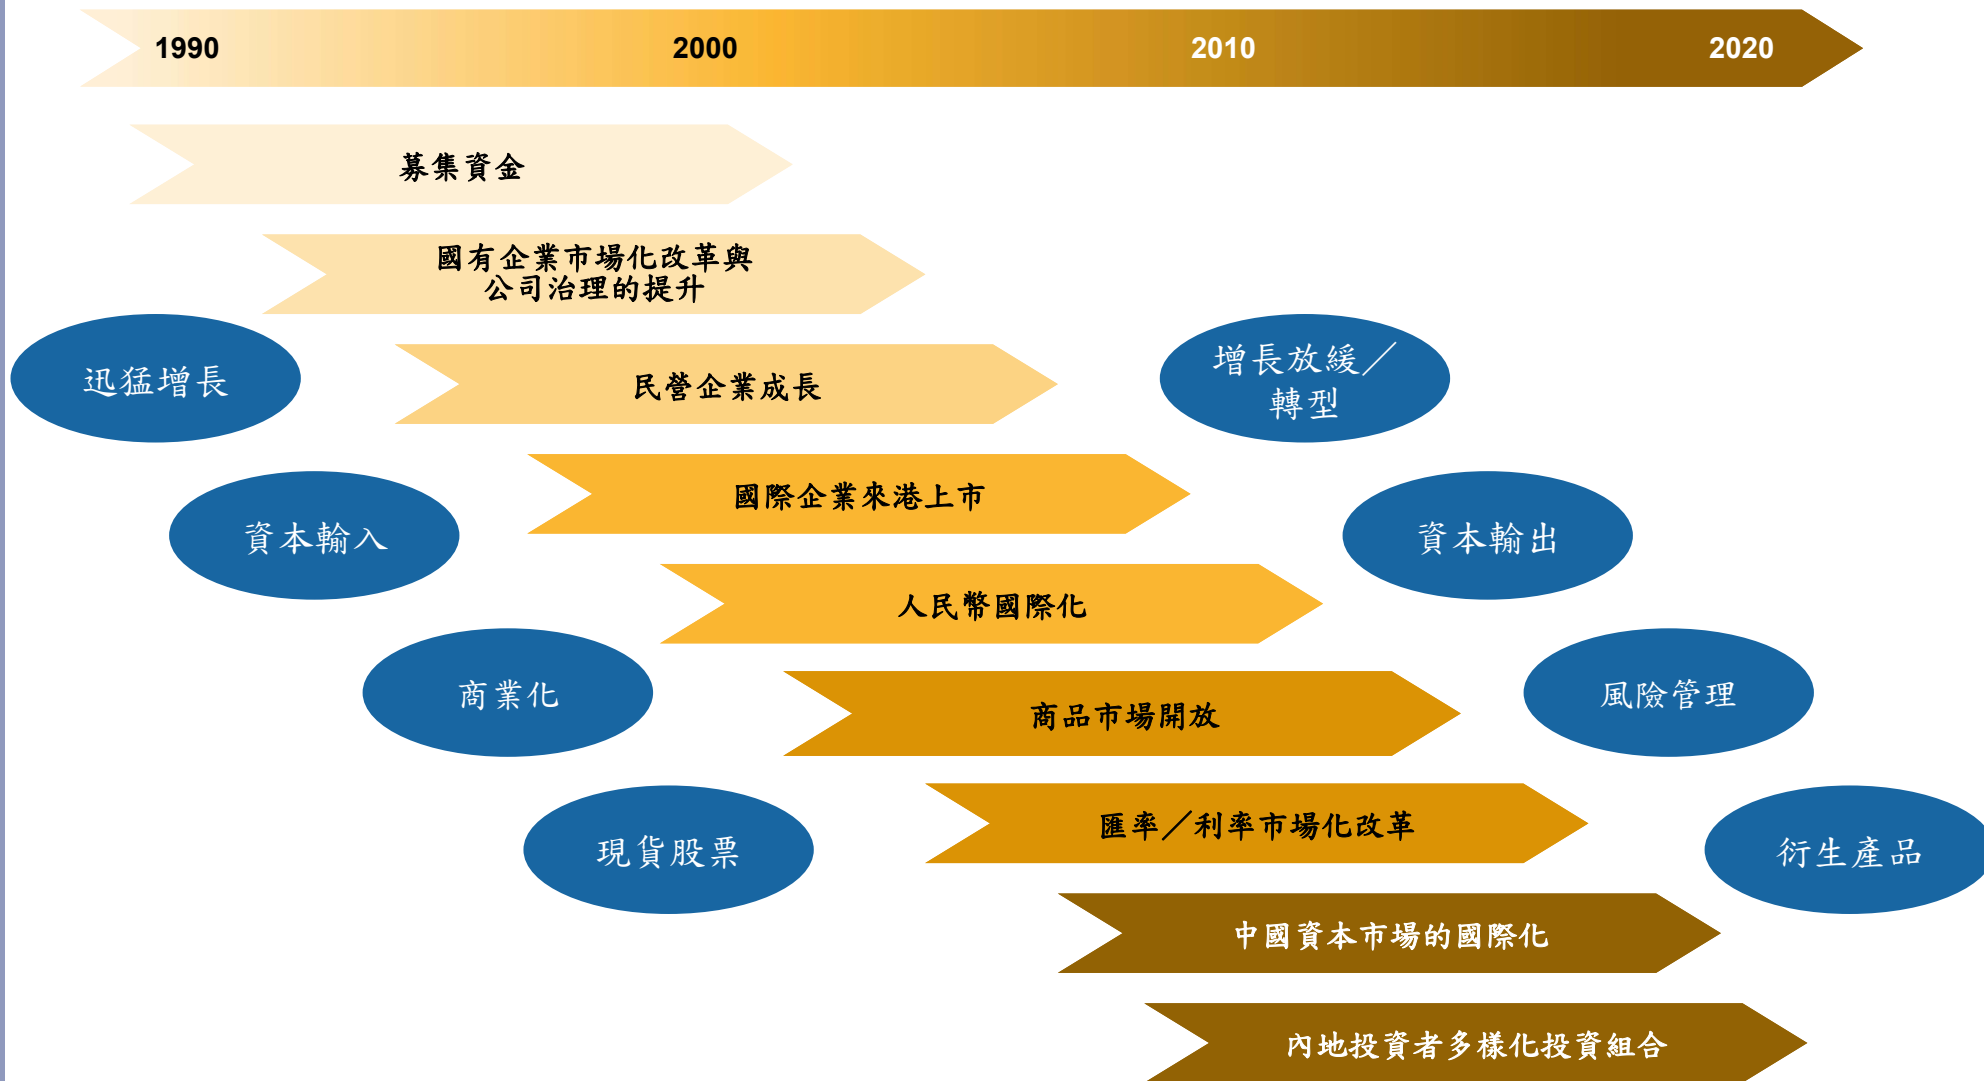 1990 2000 2010 2020
募集資金
國有企業市場化改革與
公司治理的提升
迅猛增長
民營企業成長
增長放緩／
轉型
國際企業來港上市
資本輸入
資本輸出
人民幣國際化
商業化
商品市場開放
風險管理
現貨股票
匯率／利率市場化改革
衍生產品
中國資本市場的國際化
內地投資者多樣化投資組合